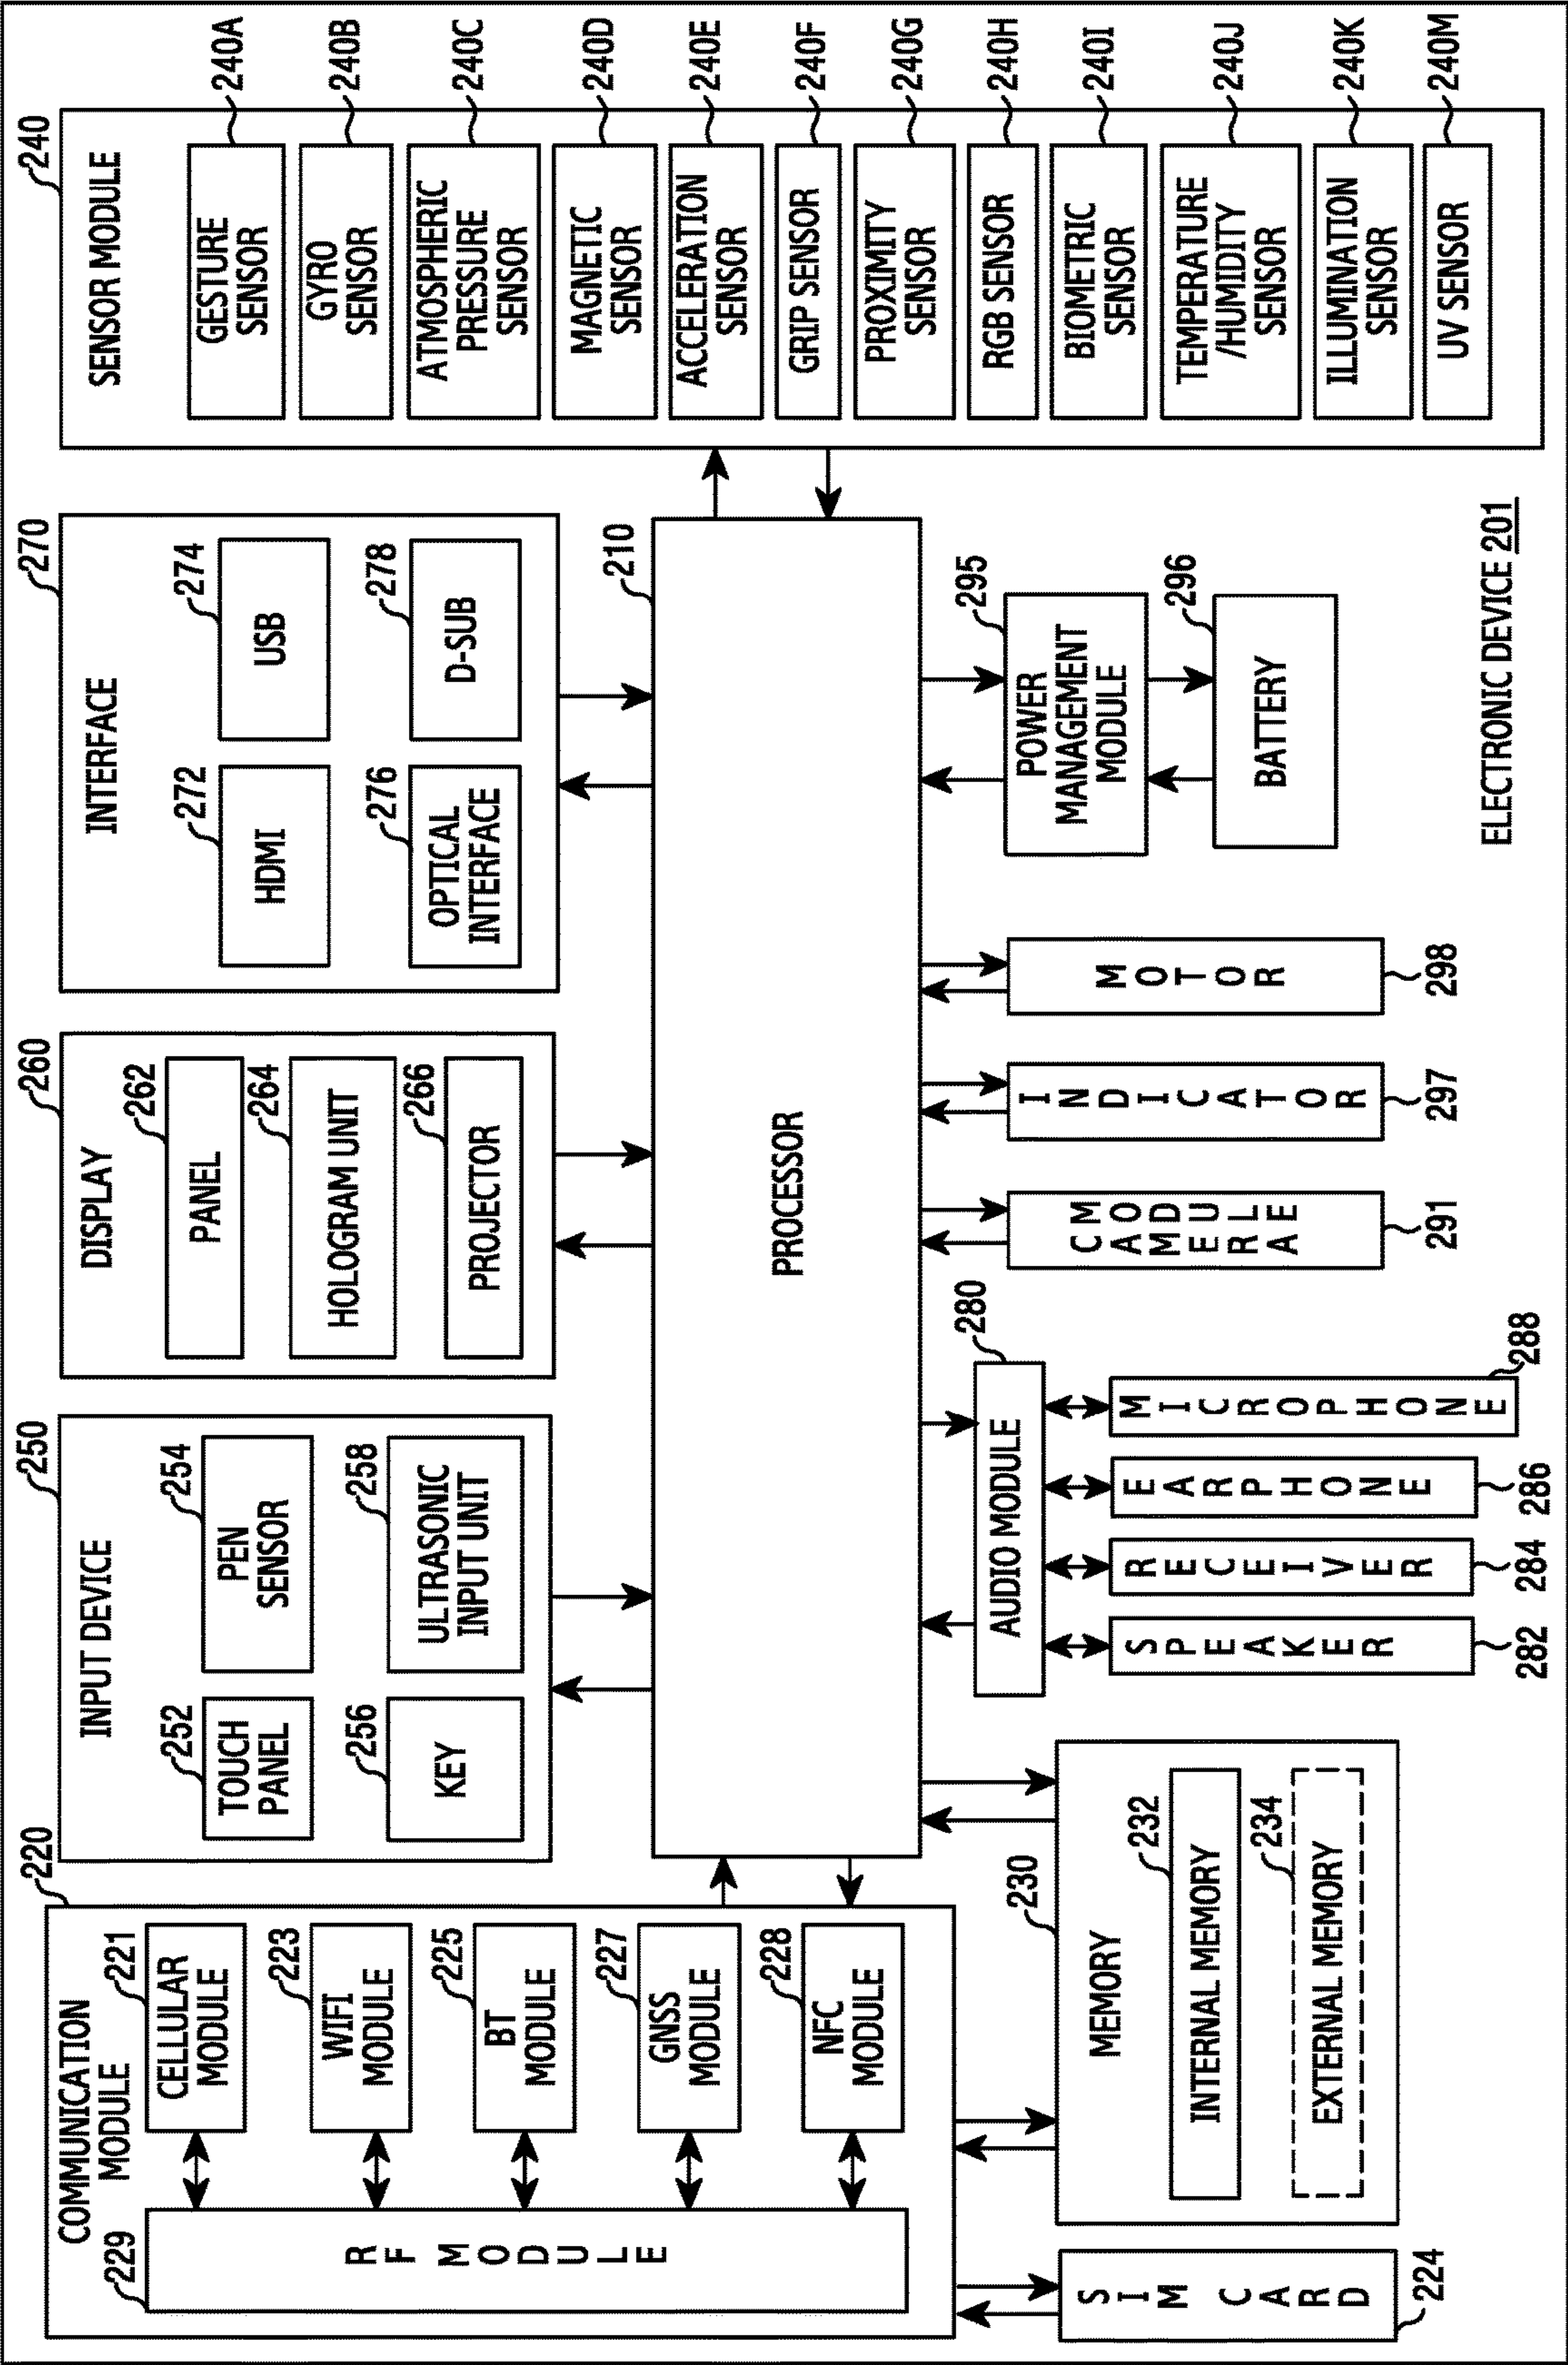 COMMUNICATION
MODULE
220
229
RF MODULE
221
CELLULAR
MODULE
223
WIFI
MODULE
225
BT
MODULE
227
GNSS
MODULE
228
NFC
MODULE
224
SIM CARD
250
INPUT DEVICE
252
TOUCH
PANEL
254
PEN
SENSOR
256
KEY
258
ULTRASONIC
INPUT UNIT
260
DISPLAY
262
PANEL
264
HOLOGRAM UNIT
266
PROJECTOR
270
INTERFACE
272
HDMI
274
USB
276
OPTICAL
INTERFACE
278
D-SUB
240
SENSOR MODULE
GESTURE
SENSOR
240A
GYRO
SENSOR
240B
ATMOSPHERIC
PRESSURE
SENSOR
240C
MAGNETIC
SENSOR
240D
ACCELERATION
SENSOR
240E
GRIP SENSOR
240F
PROXIMITY
SENSOR
240G
RGB SENSOR
240H
BIOMETRIC
SENSOR
240I
TEMPERATURE
/HUMIDITY
SENSOR
240J
ILLUMINATION
SENSOR
240K
UV SENSOR
240M
210
PROCESSOR
230
MEMORY
232
INTERNAL MEMORY
234
EXTERNAL MEMORY
280
AUDIO MODULE
SPEAKER
282
RECEIVER
284
EARPHONE
286
MICROPHONE
288
CAMERA
MODULE
291
INDICATOR
297
MOTOR
298
295
POWER
MANAGEMENT
MODULE
296
BATTERY
ELECTRONIC DEVICE 201